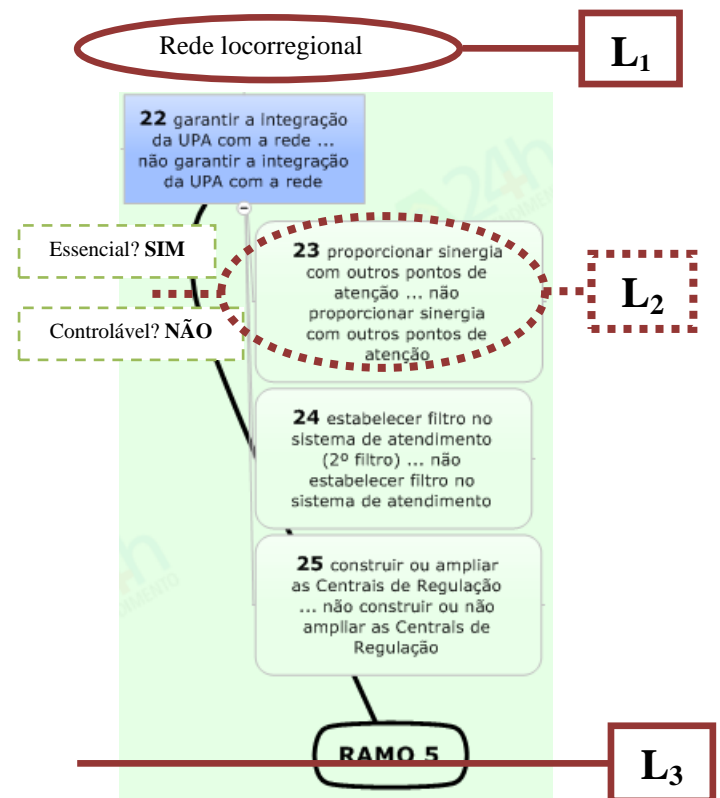 Rede locorregional
L₁
22 garantir a integração
da UPA com a rede ...
não garantir a integração
da UPA com a rede
24h
Essencial? SIM
23 proporcionar sinergia
com outros pontos de
atenção ... não
proporcionar sinergia
com outros pontos de
atenção
L₂
Controlável? NÃO
24 estabelecer filtro no
sistema de atendimento
(2º filtro) ... não
estabelecer filtro no
sistema de atendimento
25 construir ou ampliar
as Centrais de Regulação
... não construir ou não
ampliar as Centrais de
Regulação
RAMO 5
L₃